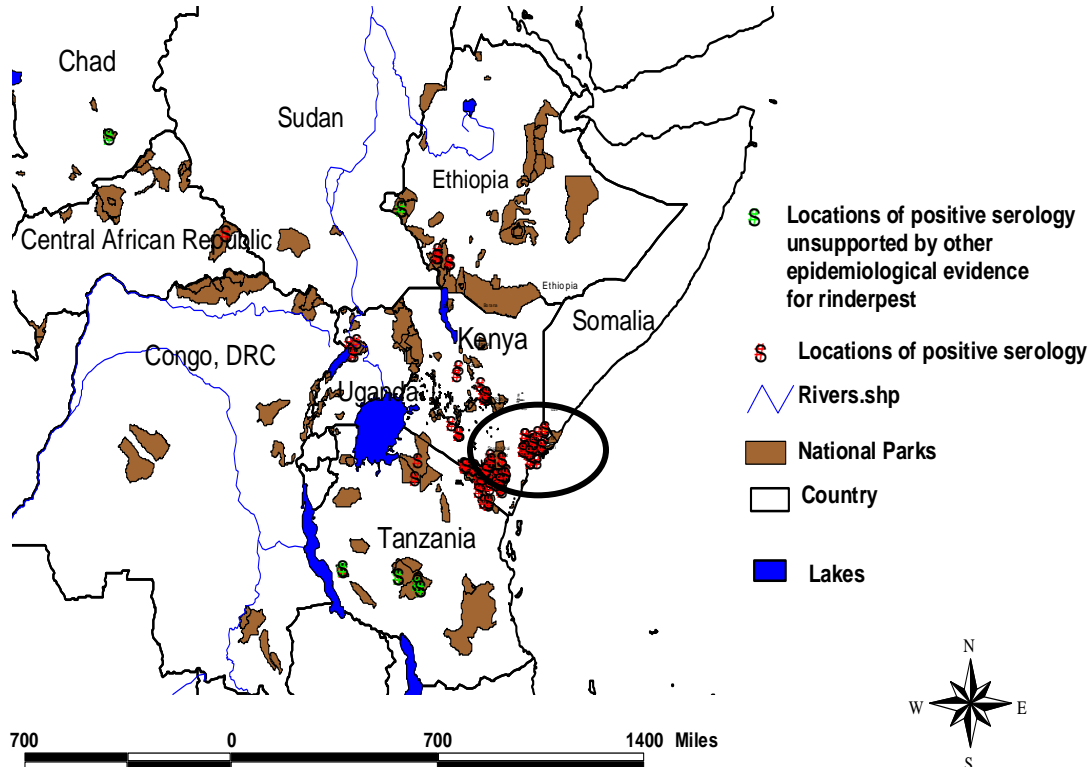 Chad
Sudan
Ethiopia
Central African Republic
Ethiopia
Somalia
Kenya
Congo, DRC
Uganda
Tanzania
S Locations of positive serology
unsupported by other
epidemiological evidence
for rinderpest
S Locations of positive serology
Rivers.shp
National Parks
Country
Lakes
N
W E
S
700 0 700 1400 Miles